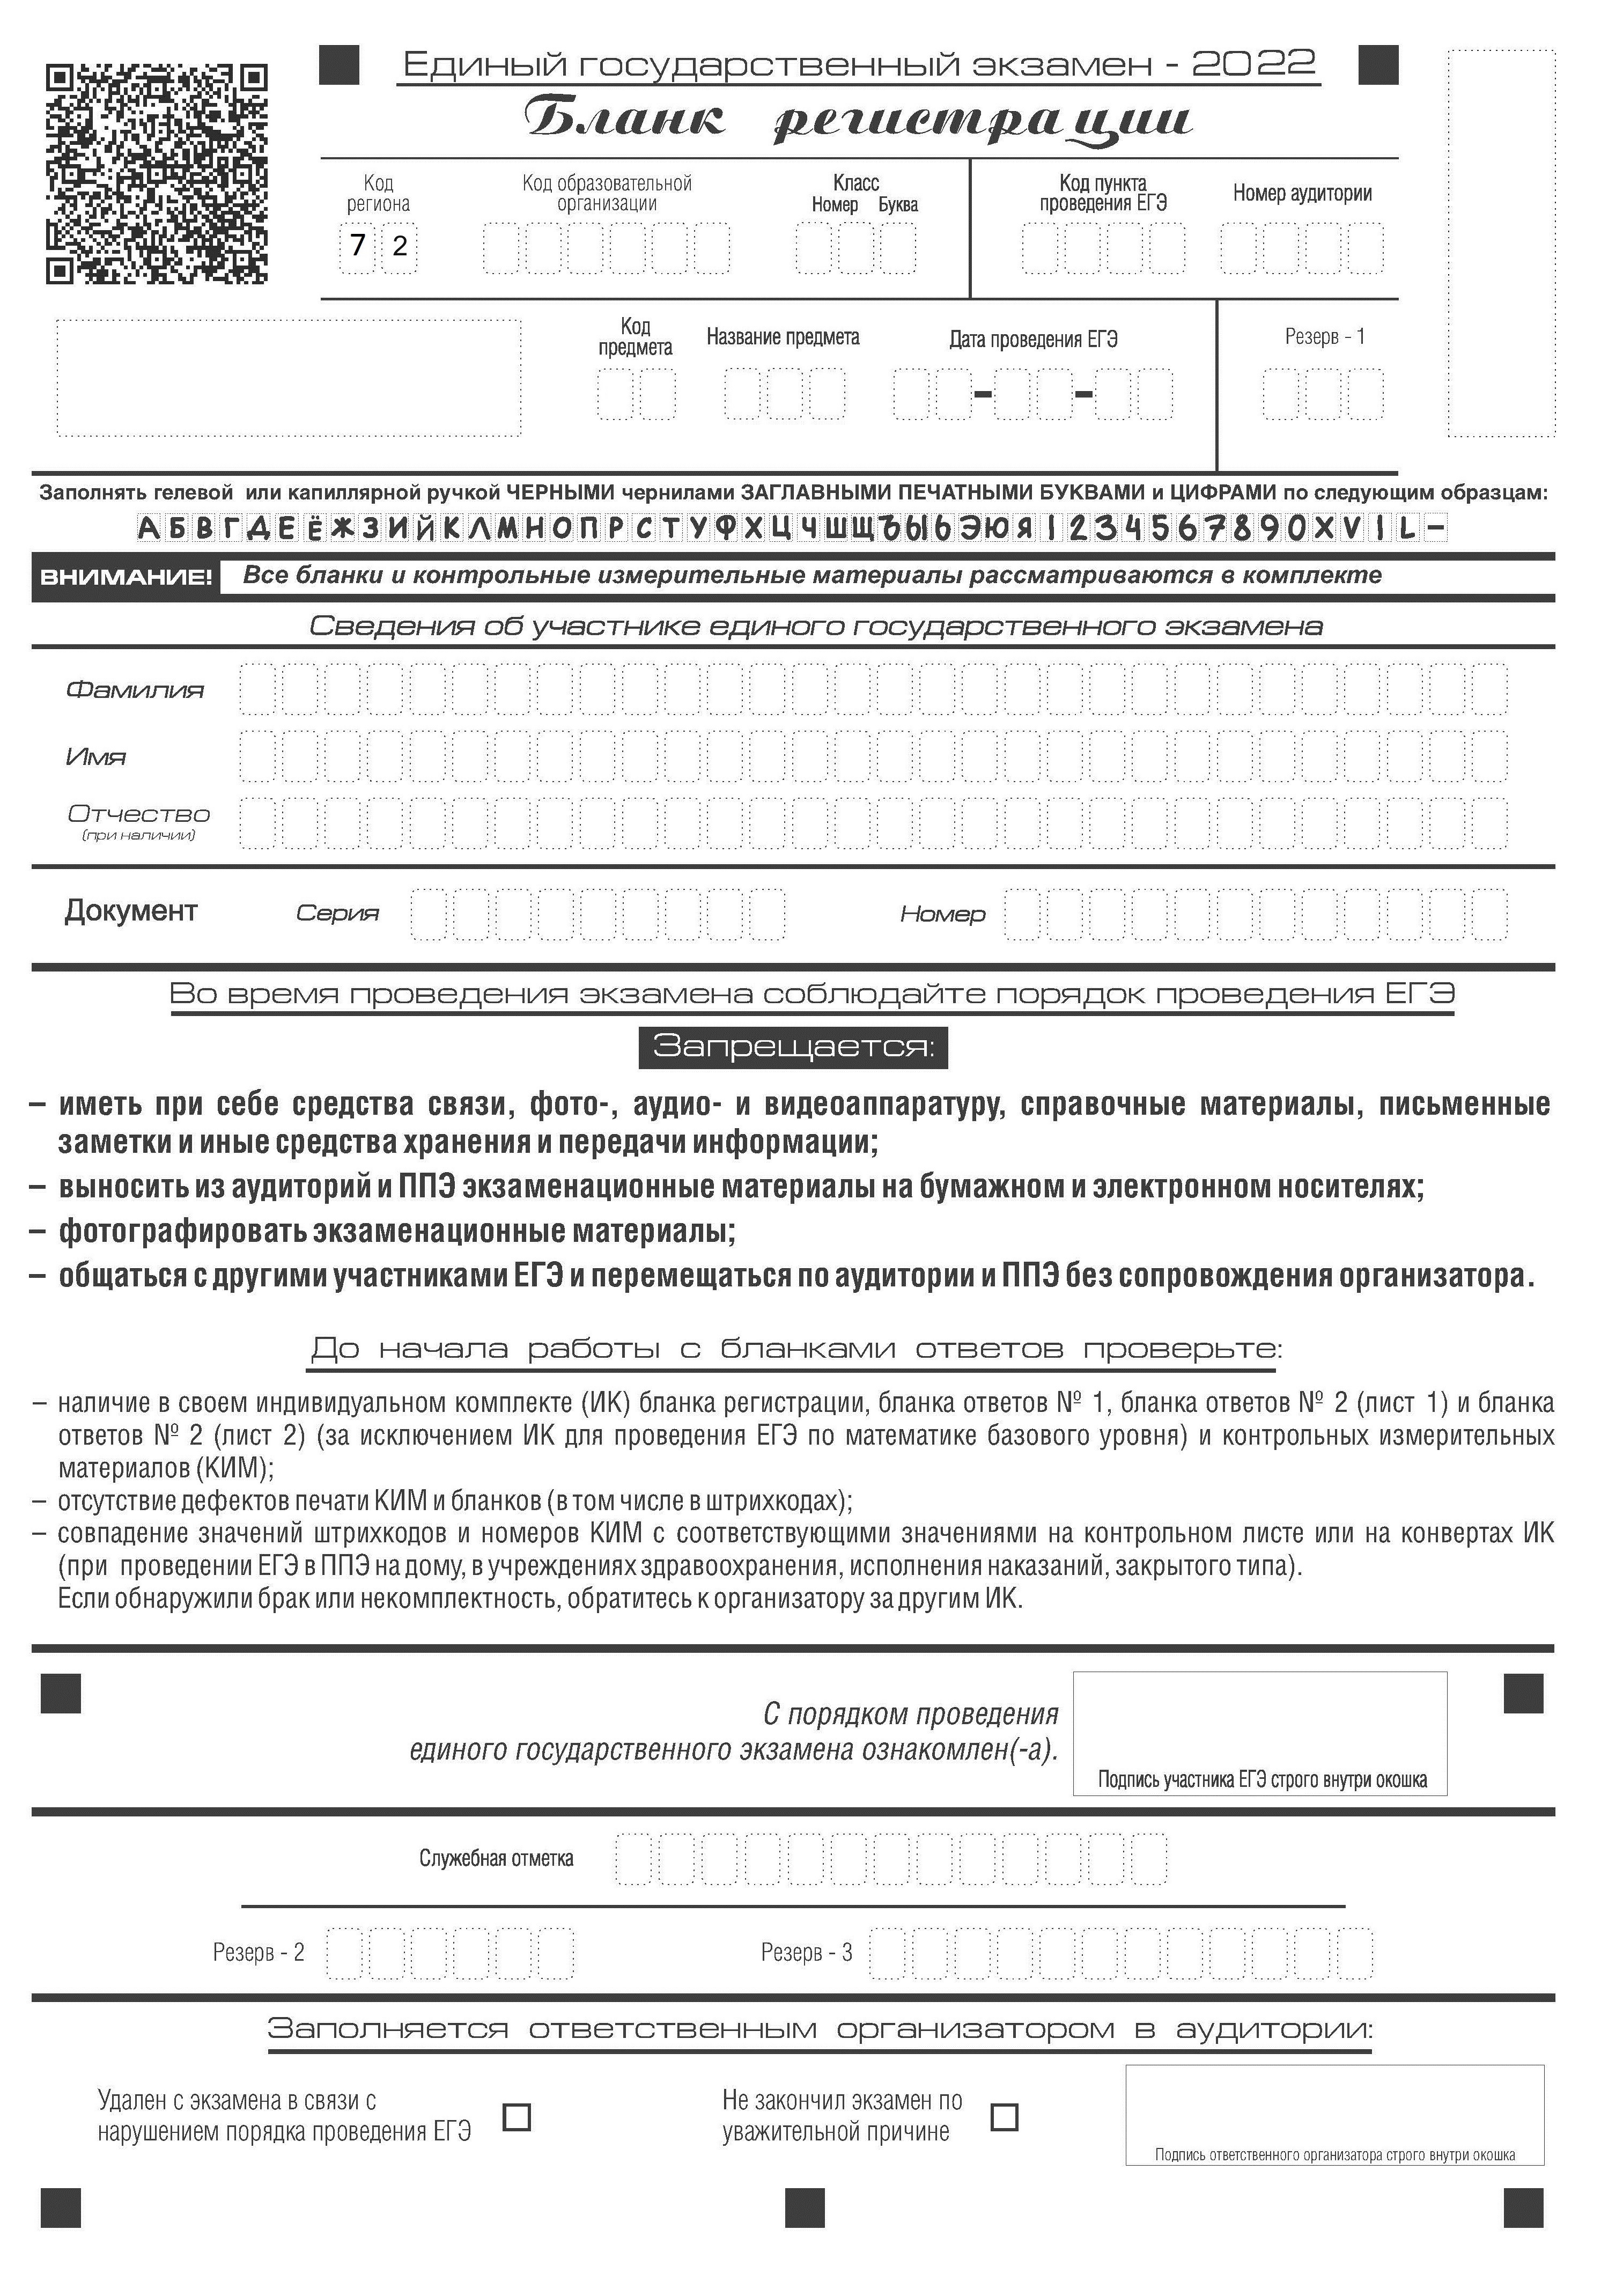 Единый государственный экзамен - 2022
Бланк регистрации
Код региона
Код образовательной организации
Класс
Номер Буква
Код пункта проведения ЕГЭ
Номер аудитории
7 2
Код предмета
Название предмета
Дата проведения ЕГЭ
Резерв - 1
Заполнять гелевой или капиллярной ручкой ЧЕРНЫМИ чернилами ЗАГЛАВНЫМИ ПЕЧАТНЫМИ БУКВАМИ и ЦИФРАМИ по следующим образцам:
А Б В Г Д Е Ё Ж З И Й К Л М Н О П Р С Т У Ф Х Ц Ч Ш Щ Ъ Ы Ь Э Ю Я 1 2 3 4 5 6 7 8 9 0 X V I L -
ВНИМАНИЕ! Все бланки и контрольные измерительные материалы рассматриваются в комплекте
Сведения об участнике единого государственного экзамена
Фамилия
Имя
Отчество
(при наличии)
Документ Серия Номер
Во время проведения экзамена соблюдайте порядок проведения ЕГЭ
Запрещается:
– иметь при себе средства связи, фото-, аудио- и видеоаппаратуру, справочные материалы, письменные
заметки и иные средства хранения и передачи информации;
– выносить из аудиторий и ППЭ экзаменационные материалы на бумажном и электронном носителях;
– фотографировать экзаменационные материалы;
– общаться с другими участниками ЕГЭ и перемещаться по аудитории и ППЭ без сопровождения организатора.
До начала работы с бланками ответов проверьте:
– наличие в своем индивидуальном комплекте (ИК) бланка регистрации, бланка ответов № 1, бланка ответов № 2 (лист 1) и бланка
ответов № 2 (лист 2) (за исключением ИК для проведения ЕГЭ по математике базового уровня) и контрольных измерительных
материалов (КИМ);
– отсутствие дефектов печати КИМ и бланков (в том числе в штрихкодах);
– совпадение значений штрихкодов и номеров КИМ с соответствующими значениями на контрольном листе или на конвертах ИК
(при проведении ЕГЭ в ППЭ на дому, в учреждениях здравоохранения, исполнения наказаний, закрытого типа).
Если обнаружили брак или некомплектность, обратитесь к организатору за другим ИК.
С порядком проведения
единого государственного экзамена ознакомлен(-а).
Подпись участника ЕГЭ строго внутри окошка
Служебная отметка
Резерв - 2
Резерв - 3
Заполняется ответственным организатором в аудитории:
Удален с экзамена в связи с
нарушением порядка проведения ЕГЭ
Не закончил экзамен по
уважительной причине
Подпись ответственного организатора строго внутри окошка